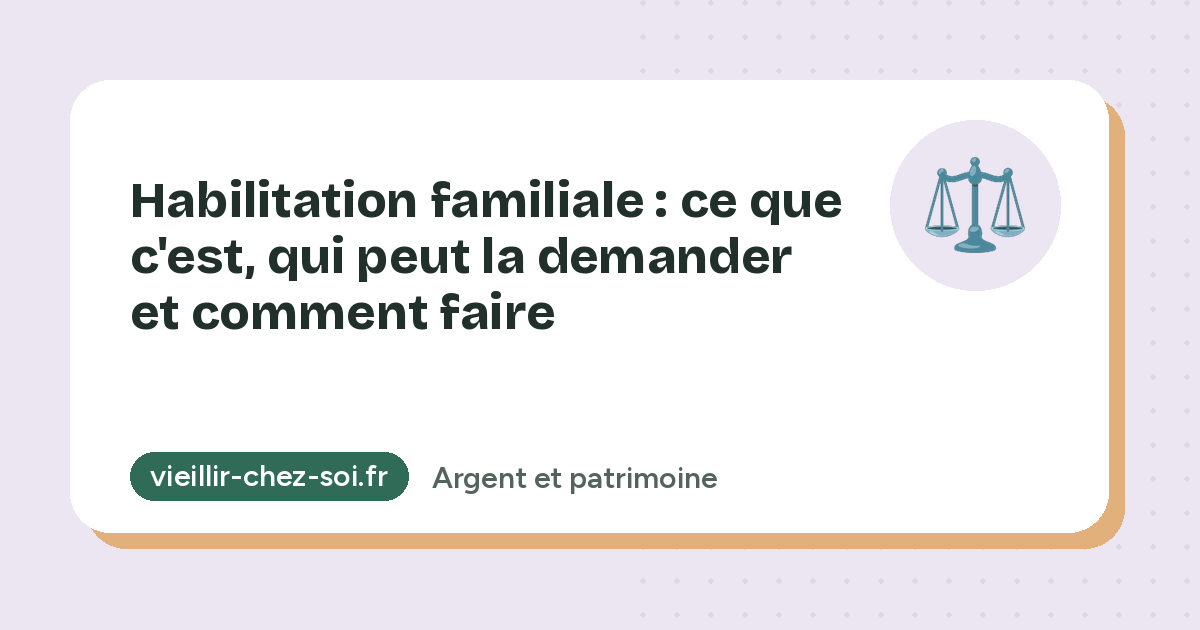 Habilitation familiale : ce que
c'est, qui peut la demander
et comment faire
vieillir-chez-soi.fr
Argent et patrimoine